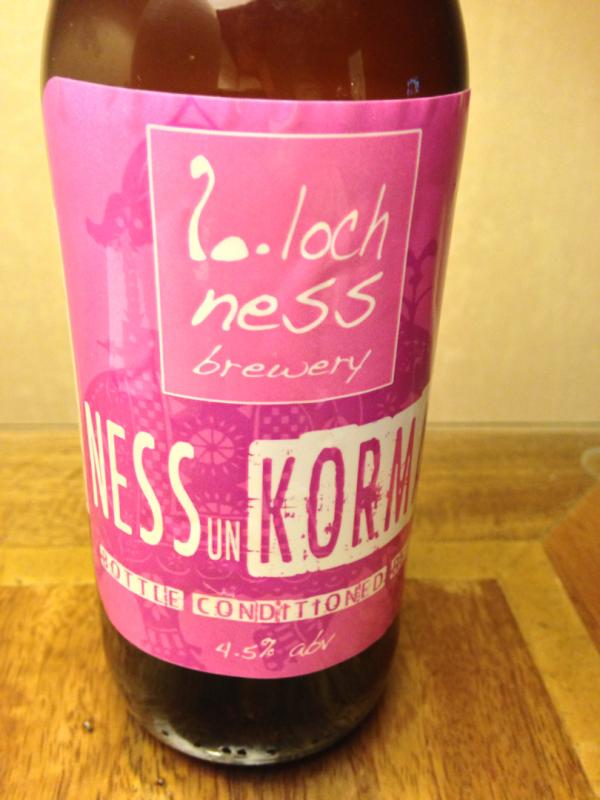 loch
ness
brewery
NESS UN KORM
BOTTLE CONDITIONED
4.5% abv